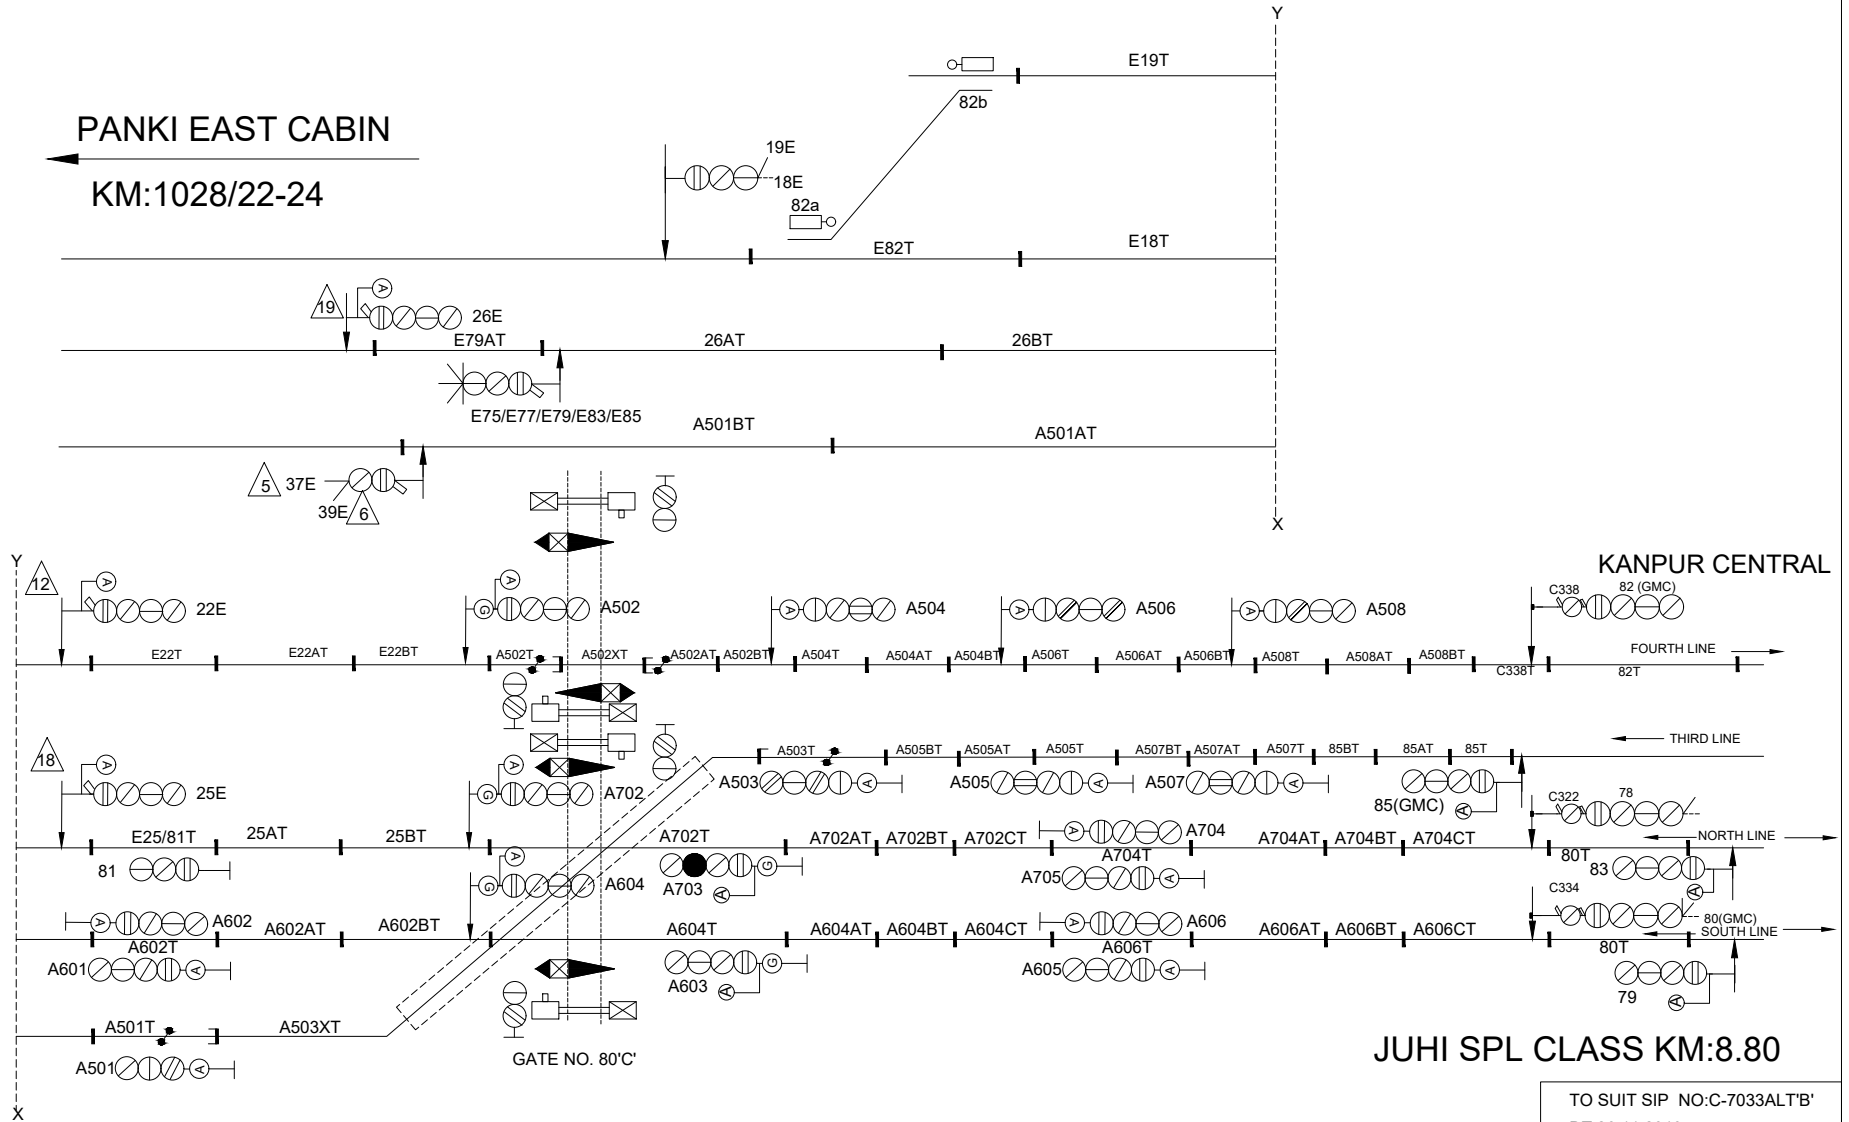 Y
E19T
82b
PANKI EAST CABIN
KM:1028/22-24
19E
18E
82a
E82T
E18T
19
A
26E
E79AT
26AT
26BT
E75/E77/E79/E83/E85
A501BT
A501AT
5
37E
39E
6
X
Y
KANPUR CENTRAL
12
A
22E
A
G
A502
A
A504
A
A506
A
A508
C338
82 (GMC)
E22T
E22AT
E22BT
A502T
A502XT
A502AT
A502BT
A504T
A504AT
A504BT
A506T
A506AT
A506BT
A508T
A508AT
A508BT
C338T
82T
FOURTH LINE
THIRD LINE
A503T
A505BT
A505AT
A505T
A507BT
A507AT
A507T
85BT
85AT
85T
18
A
25E
A
G
A702
A503
A
A505
A
A507
A
85(GMC)
A
C322
78
E25/81T
25AT
25BT
A702T
A702AT
A702BT
A702CT
A
A704
A704T
A704AT
A704BT
A704CT
80T
NORTH LINE
81
A
G
A604
A703
G
A
A705
A
83
A
C334
80(GMC)
A
A602
A602T
A602AT
A602BT
A604T
A604AT
A604BT
A604CT
A
A606
A606T
A606AT
A606BT
A606CT
80T
SOUTH LINE
A601
A
A603
G
A
A605
A
79
A
A501T
A503XT
A501
A
GATE NO. 80'C'
JUHI SPL CLASS KM:8.80
X
TO SUIT SIP NO:C-7033ALT'B'